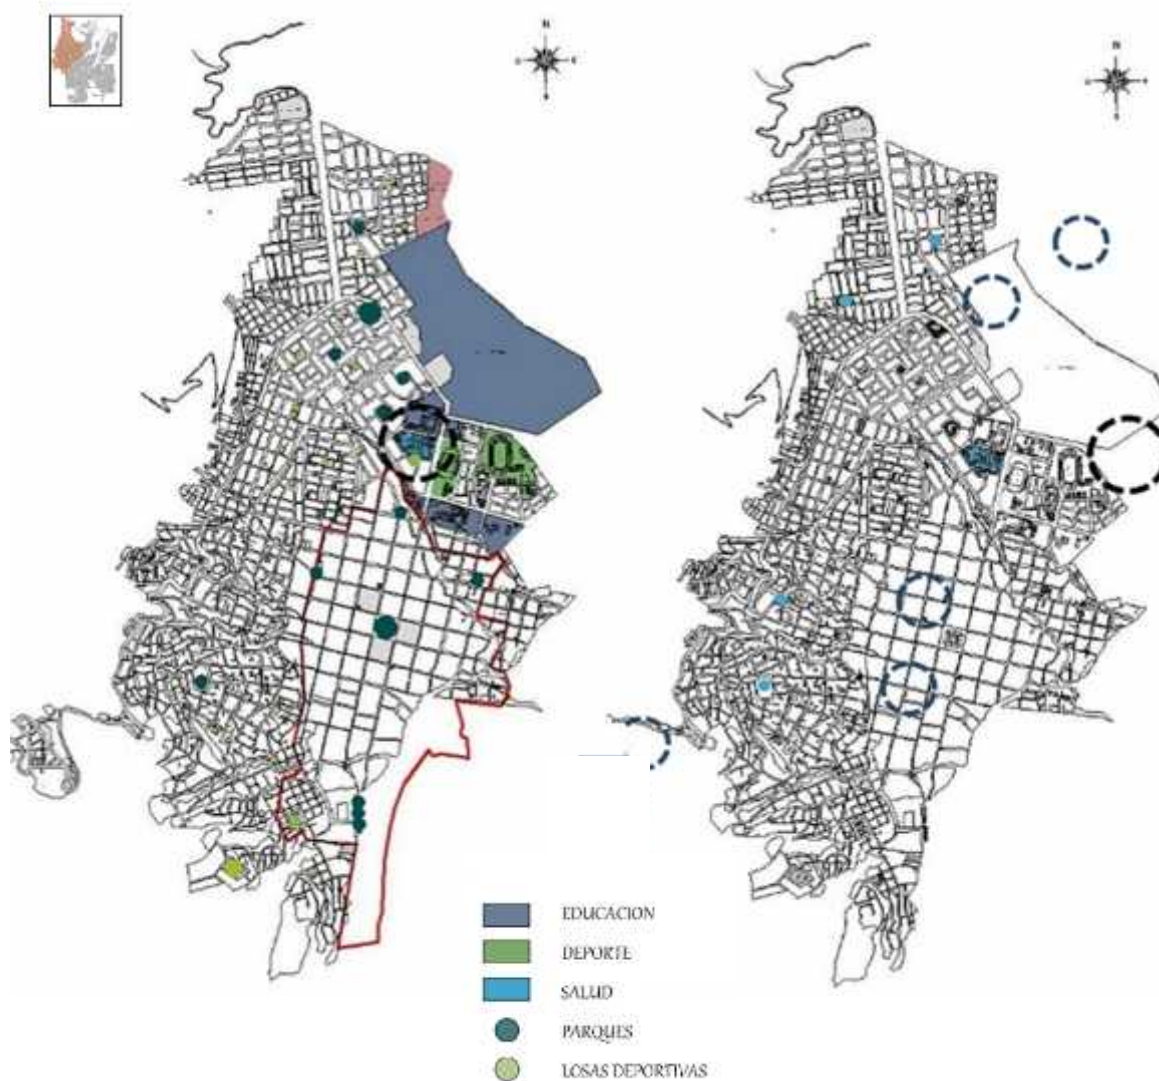 N
N
EDUCACION
DEPORTE
SALUD
PARQUES
LOSAS DEPORTIVAS